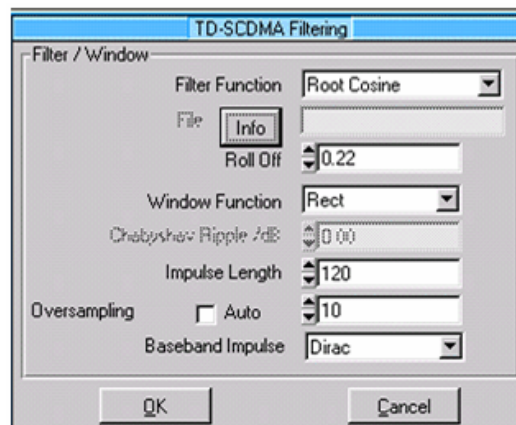 TD-SCDMA Filtering
Filter / Window
Filter Function Root Cosine
File Info
Roll Off 0.22
Window Function Rect
Chebyshev Ripple /dB 0.00
Impulse Length 120
Oversampling Auto 10
Baseband Impulse Dirac
OK Cancel